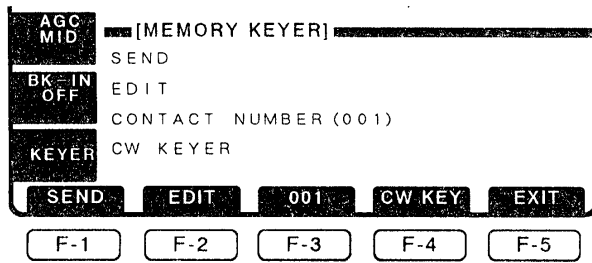 AGC
MID
[MEMORY KEYER]
SEND
BK-IN
OFF
EDIT
CONTACT NUMBER(001)
KEYER
CW KEYER
SEND EDIT 001 CW KEY EXIT
F-1 F-2 F-3 F-4 F-5